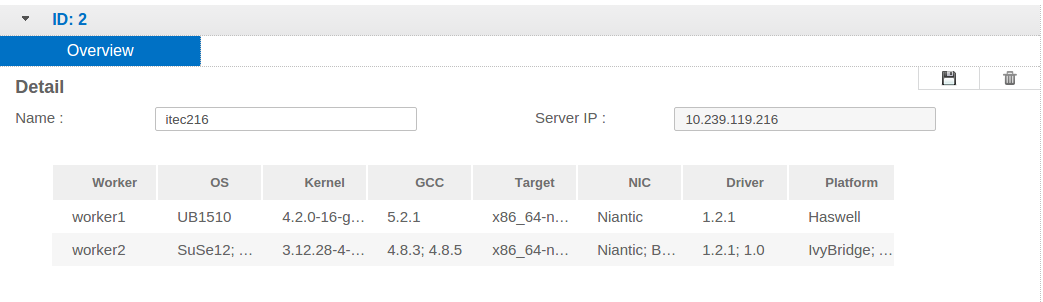 ID: 2
Overview
Detail
Name : itec216 Server IP : 10.239.119.216
Worker OS Kernel GCC Target NIC Driver Platform
worker1 UB1510 4.2.0-16-g... 5.2.1 x86_64-n... Niantic 1.2.1 Haswell
worker2 SuSe12; ... 3.12.28-4-... 4.8.3; 4.8.5 x86_64-n... Niantic; B... 1.2.1; 1.0 IvyBridge; ...